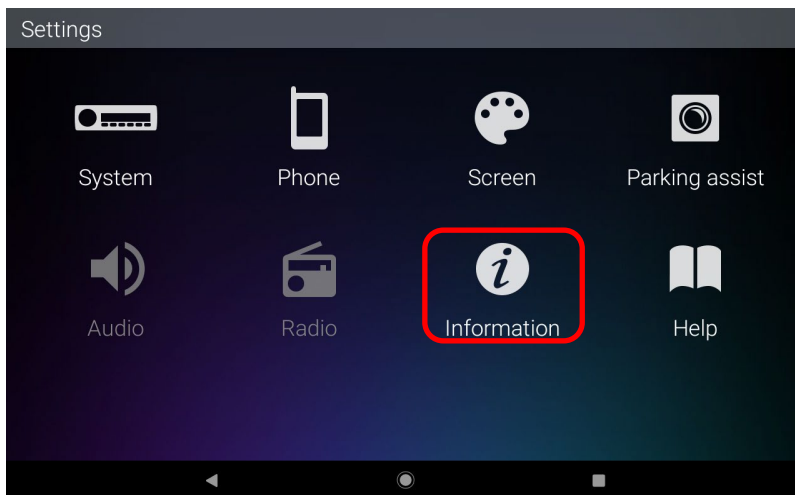 Settings
System Phone Screen Parking assist
Audio Radio Information Help